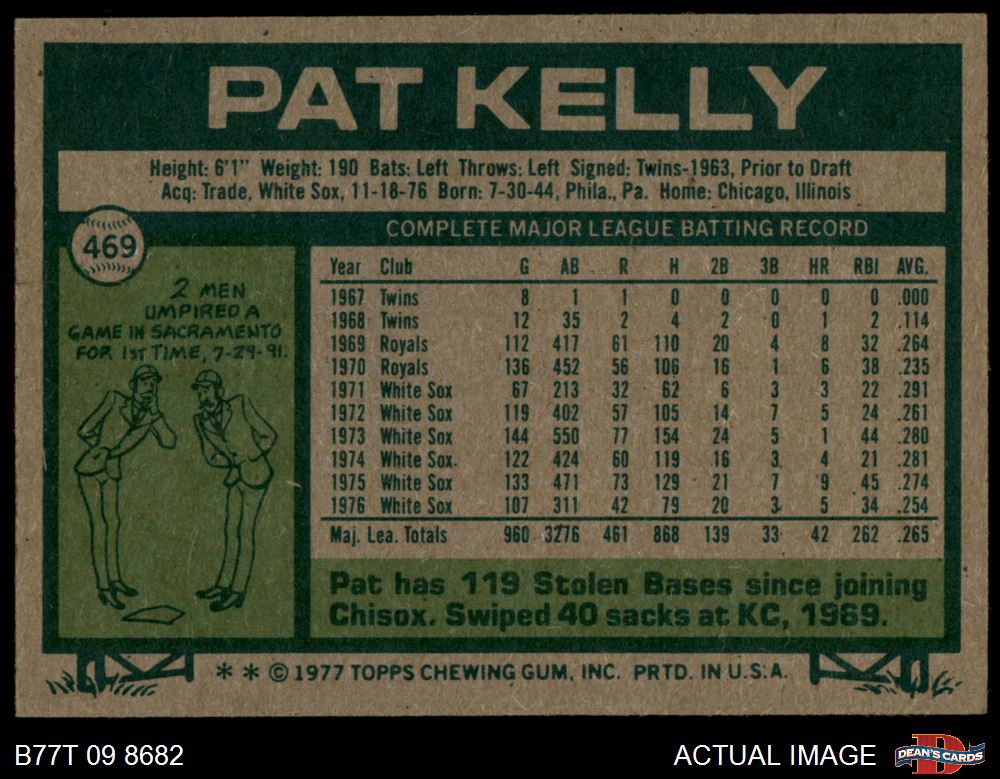 PAT KELLY
Height: 6'1" Weight: 190 Bats: Left Throws: Left Signed: Twins-1963, Prior to Draft
Acq: Trade, White Sox, 11-18-76 Born: 7-30-44, Phila., Pa. Home: Chicago, Illinois
469
2 MEN
UMPIRED A
GAME IN SACRAMENTO
FOR 1ST TIME, 7-29-91.
COMPLETE MAJOR LEAGUE BATTING RECORD
Year Club G AB R H 2B 3B HR RBI AVG.
1967 Twins 8 1 1 0 0 0 0 0 .000
1968 Twins 12 35 2 4 2 0 1 2 .114
1969 Royals 112 417 61 110 20 4 8 32 .264
1970 Royals 136 452 56 106 16 1 6 38 .235
1971 White Sox 67 213 32 62 6 3 3 22 .291
1972 White Sox 119 402 57 105 14 7 5 24 .261
1973 White Sox 144 550 77 154 24 5 1 44 .280
1974 White Sox 122 424 60 119 16 3 4 21 .281
1975 White Sox 133 471 73 129 21 7 9 45 .274
1976 White Sox 107 311 42 79 20 3 5 34 .254
Maj. Lea. Totals 960 3276 461 868 139 33 42 262 .265
Pat has 119 Stolen Bases since joining
Chisox. Swiped 40 sacks at KC, 1969.
* * © 1977 TOPPS CHEWING GUM, INC. PRTD. IN U.S.A.
B77T 09 8682
ACTUAL IMAGE
D
DEAN'S CARDS